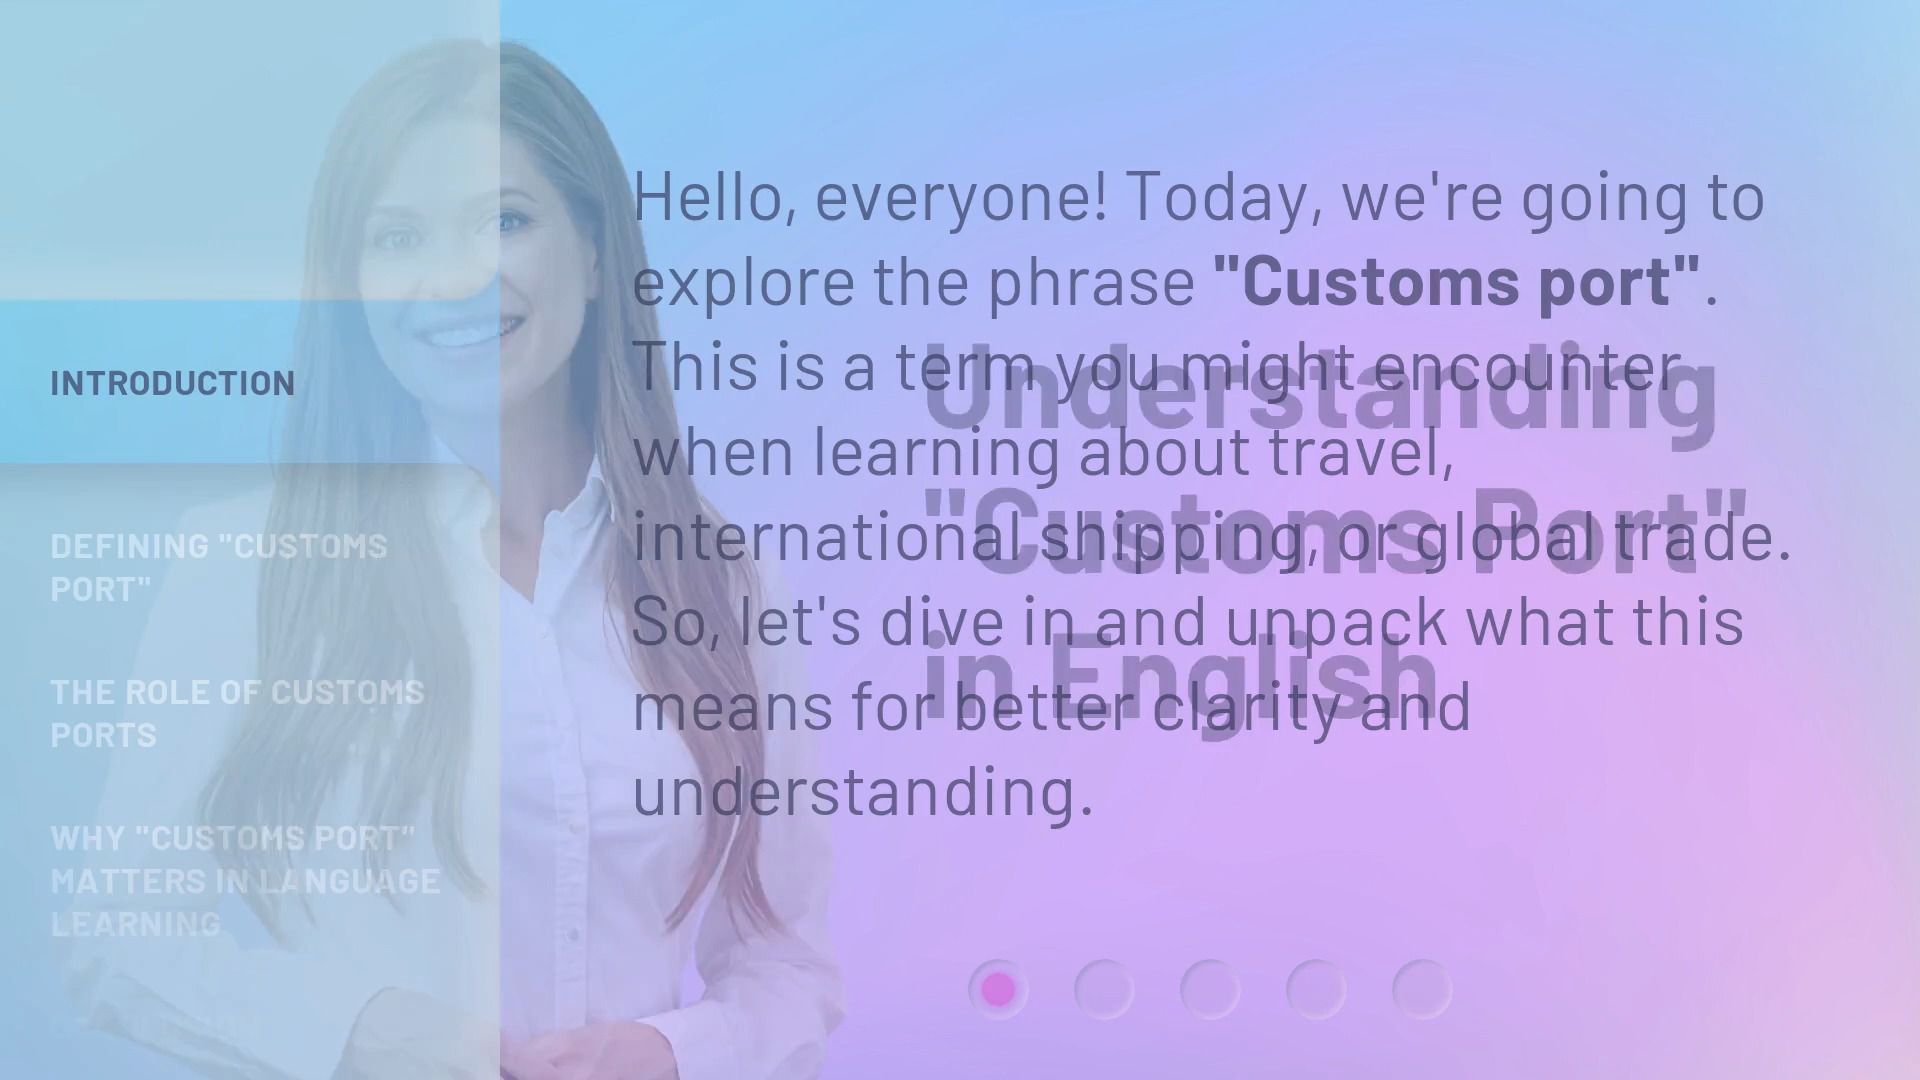 INTRODUCTION
DEFINING "CUSTOMS
PORT"
THE ROLE OF CUSTOMS
PORTS
WHY "CUSTOMS PORT"
MATTERS IN LANGUAGE
LEARNING
Hello, everyone! Today, we're going to
explore the phrase "Customs port".
This is a term you might encounter
when learning about travel,
international shipping, or global trade.
So, let's dive in and unpack what this
means for better clarity and
understanding.
Understanding
"Customs Port"
in English